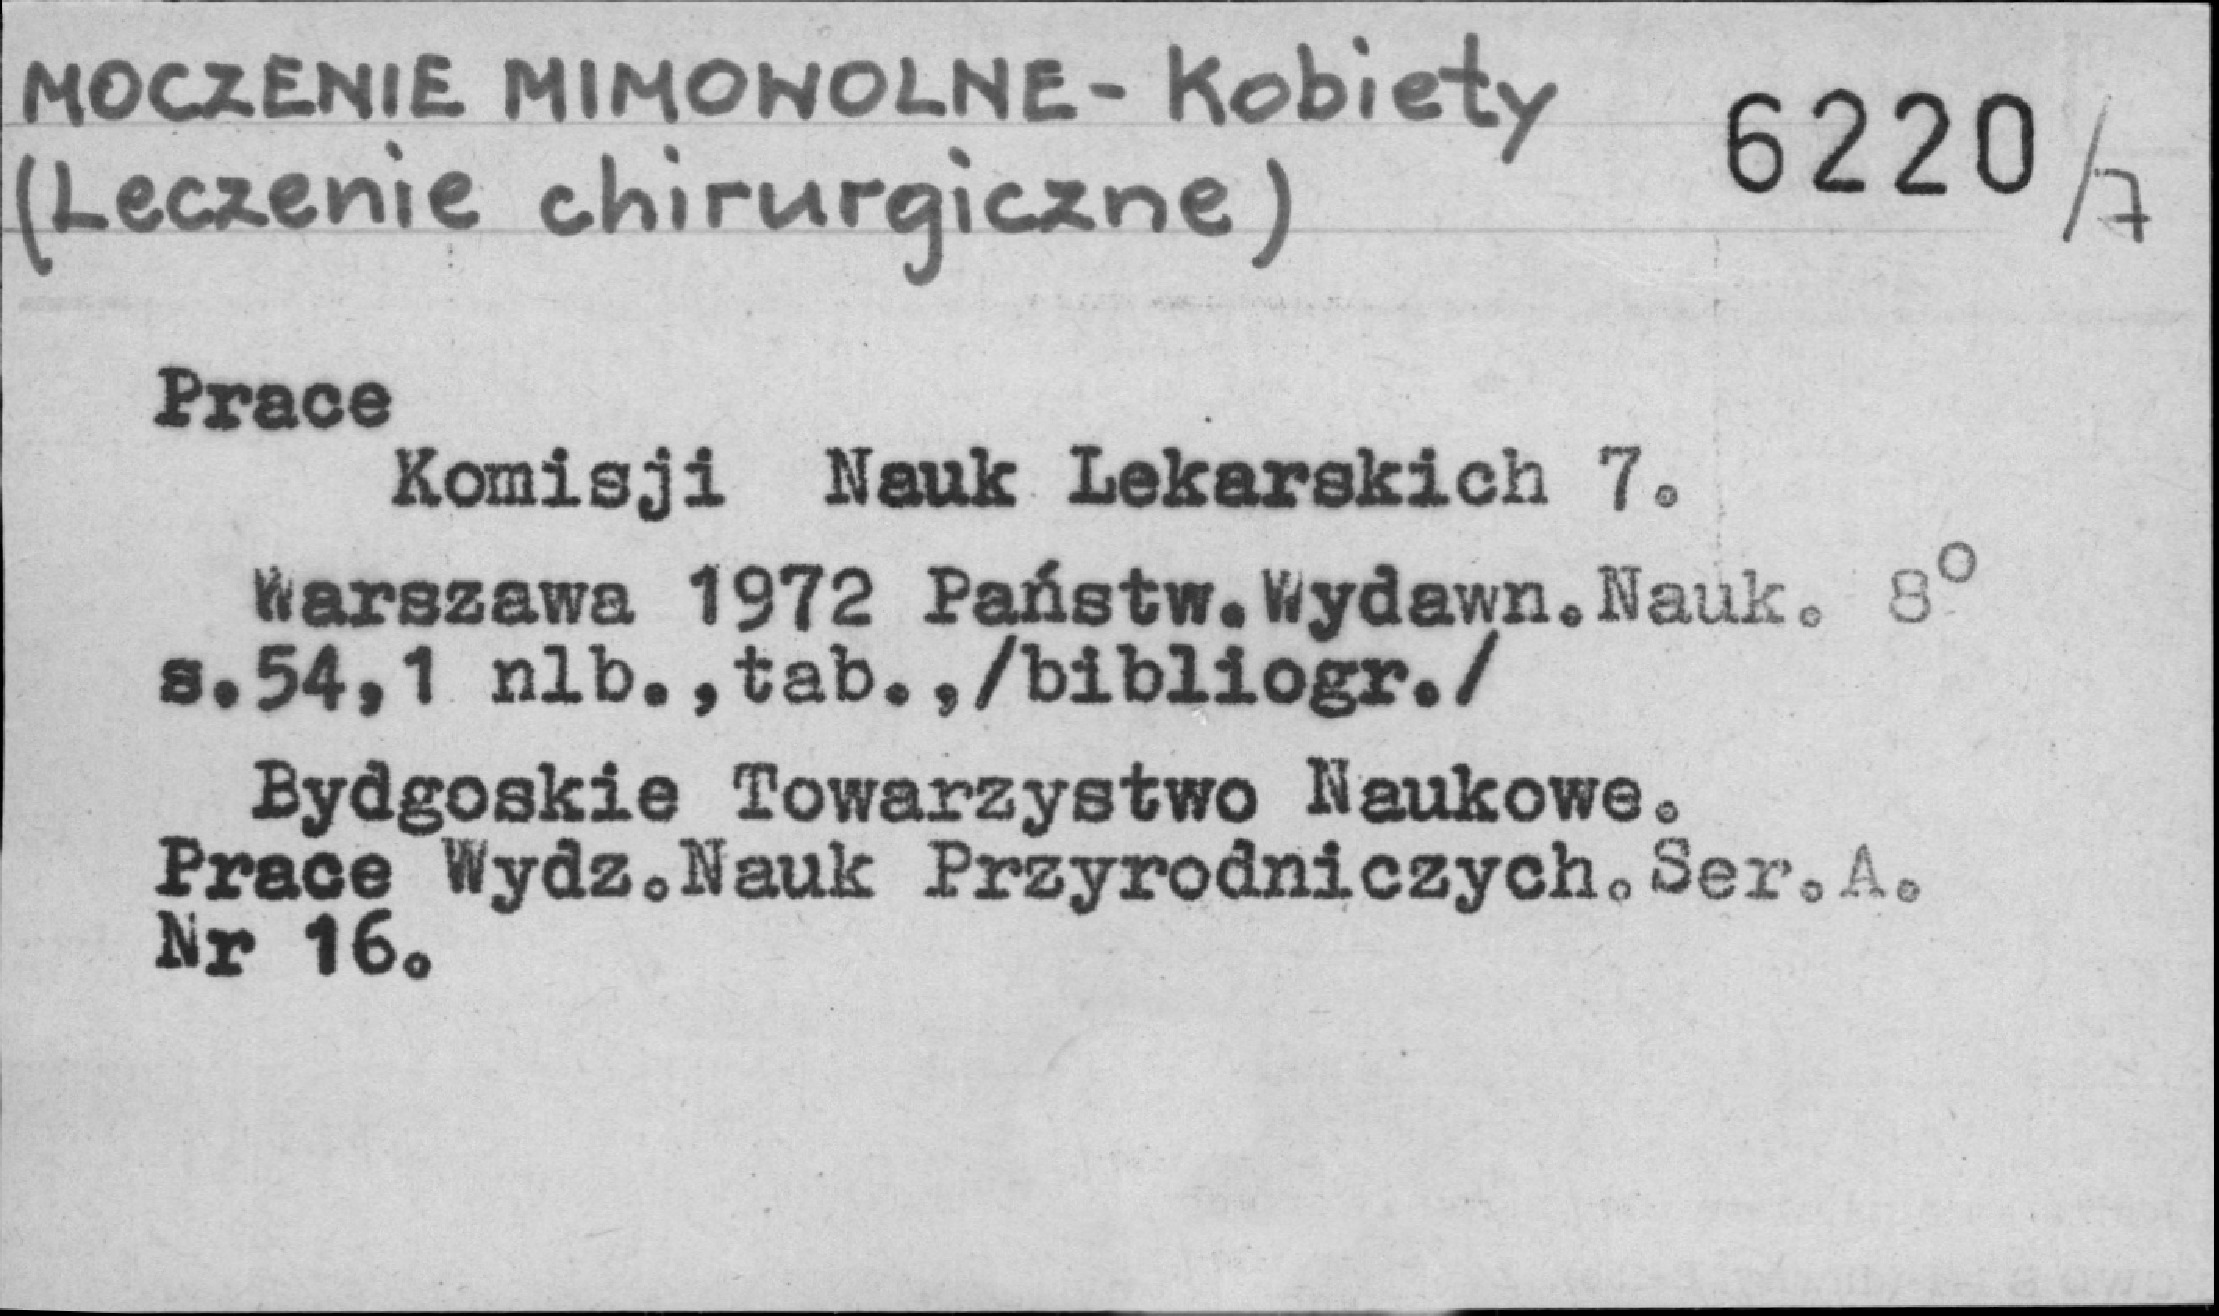 MOCZENIE MIMOWOLNE - Kobiety
6220/7
(Leczenie chirurgiczne)
Prace
Komisji Nauk Lekarskich 7.
Warszawa 1972 Państw.Wydawn.Nauk. 8°
s.54,1 nlb.,tab.,/bibliogr./
Bydgoskie Towarzystwo Naukowe.
Prace Wydz.Nauk Przyrodniczych.Ser.A.
Nr 16.